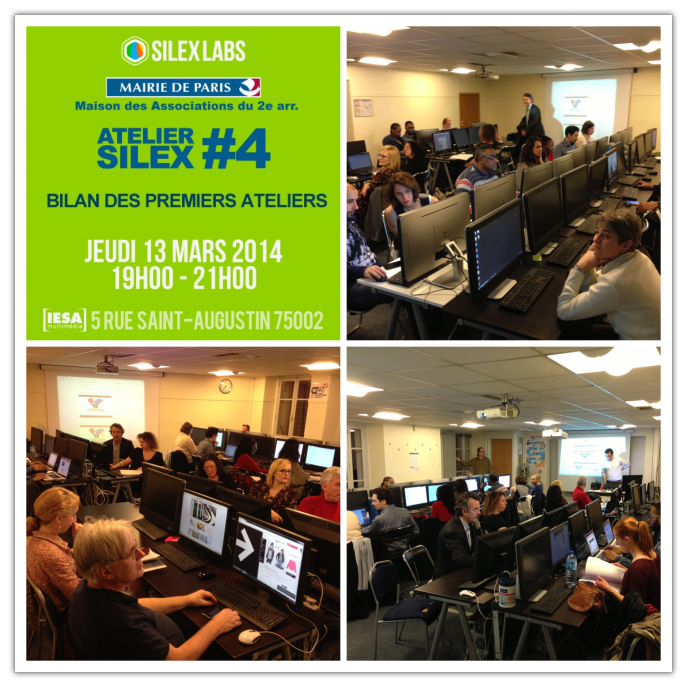 SILEX LABS
MAIRIE DE PARIS
Maison des Associations du 2e arr.
ATELIER
SILEX #4
BILAN DES PREMIERS ATELIERS
JEUDI 13 MARS 2014
19H00 - 21H00
IESA
multimédia
5 RUE SAINT-AUGUSTIN 75002